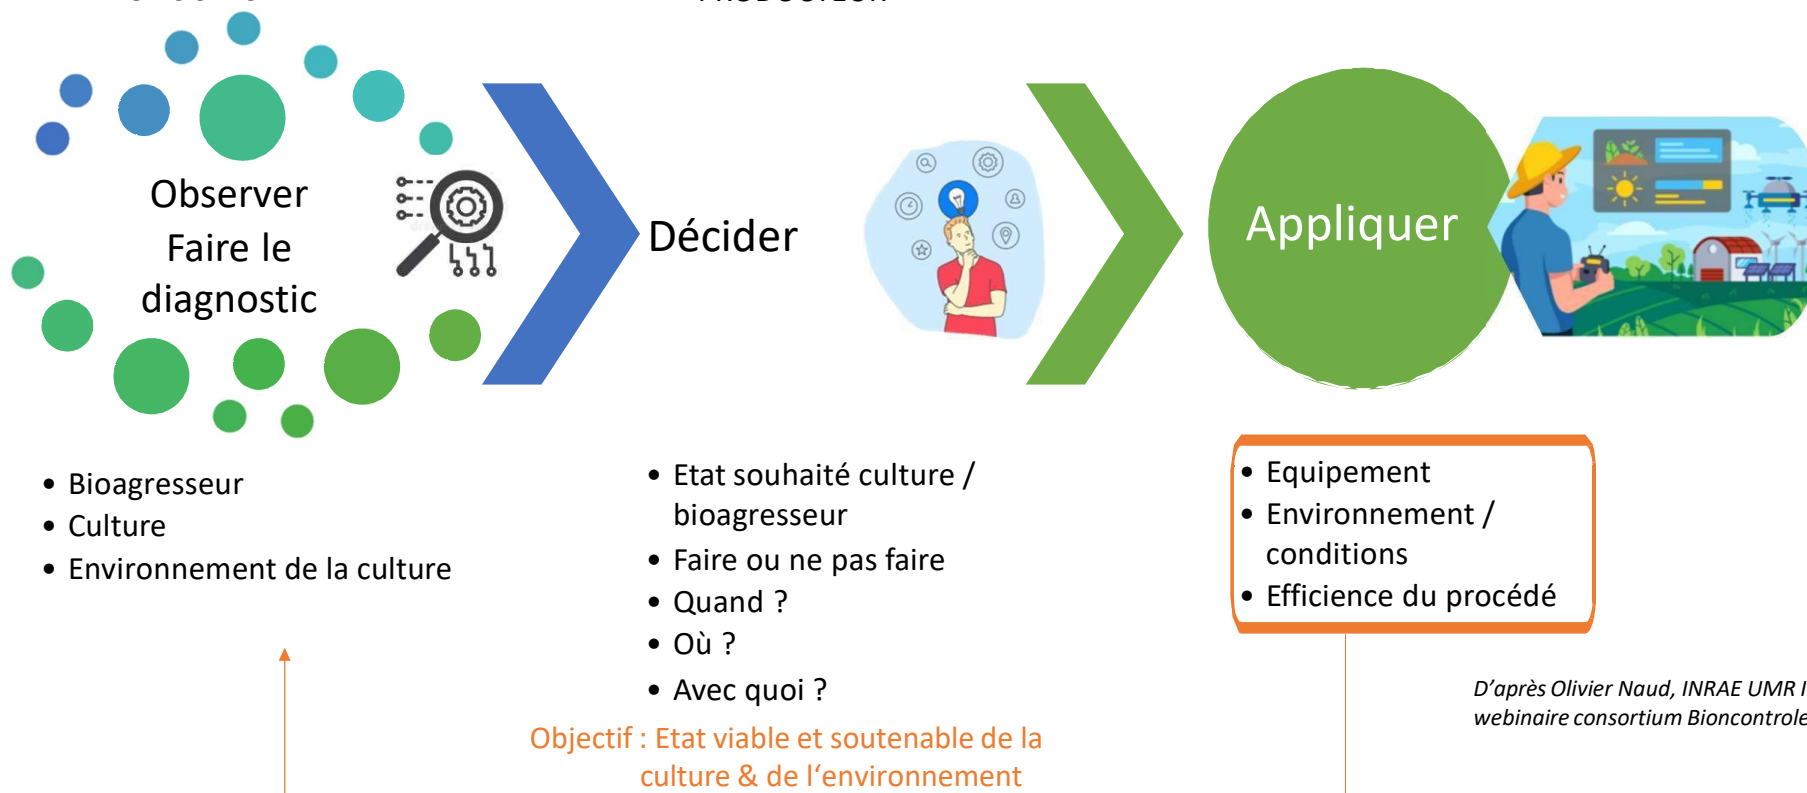 Observer
Faire le
diagnostic
Décider
Appliquer
• Bioagresseur
• Culture
• Environnement de la culture
• Etat souhaité culture /
bioagresseur
• Faire ou ne pas faire
• Quand ?
• Où ?
• Avec quoi ?
Objectif : Etat viable et soutenable de la
culture & de l‘environnement
• Equipement
• Environnement /
conditions
• Efficience du procédé
D’après Olivier Naud, INRAE UMR I
webinaire consortium Bioncontrole